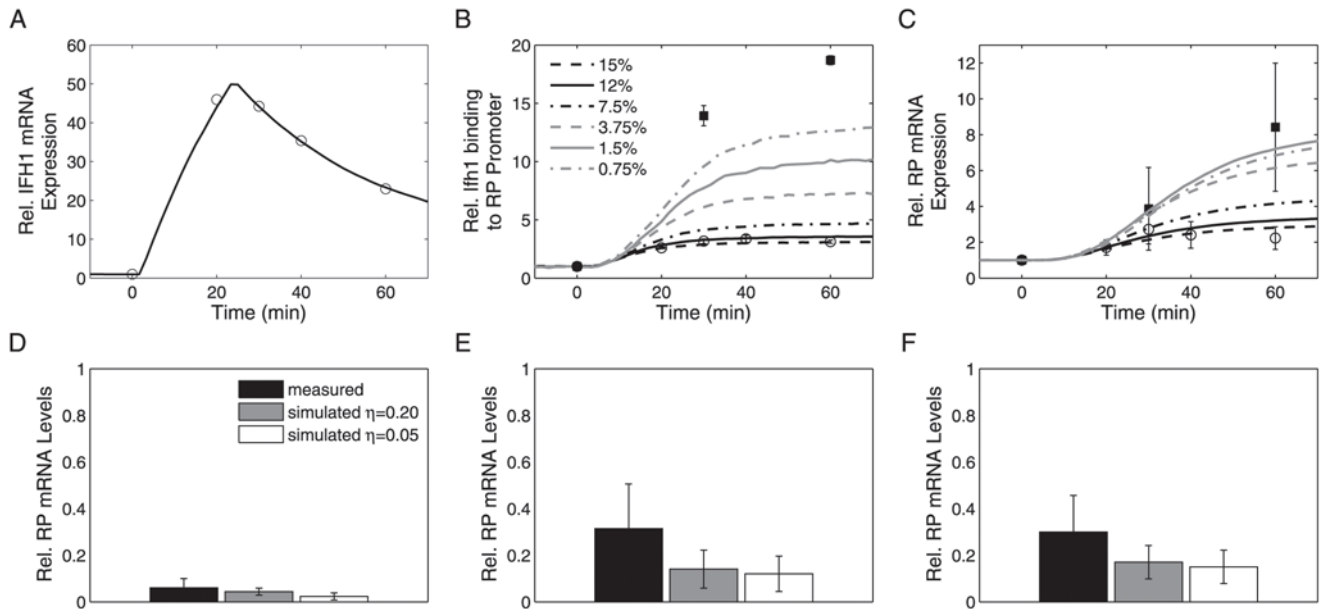 A
Rel. IFH1 mRNA
Expression
60
50
40
30
20
10
0
0
20
40
60
Time (min)
B
Rel. Ifh1 binding
to RP Promoter
20
15
10
5
0
15%
12%
7.5%
3.75%
1.5%
0.75%
0
20
40
60
Time (min)
C
Rel. RP mRNA
Expression
12
10
8
6
4
2
0
0
20
40
60
Time (min)
D
Rel. RP mRNA Levels
1
0.8
0.6
0.4
0.2
0
measured
simulated η=0.20
simulated η=0.05
E
Rel. RP mRNA Levels
1
0.8
0.6
0.4
0.2
0
F
Rel. RP mRNA Levels
1
0.8
0.6
0.4
0.2
0